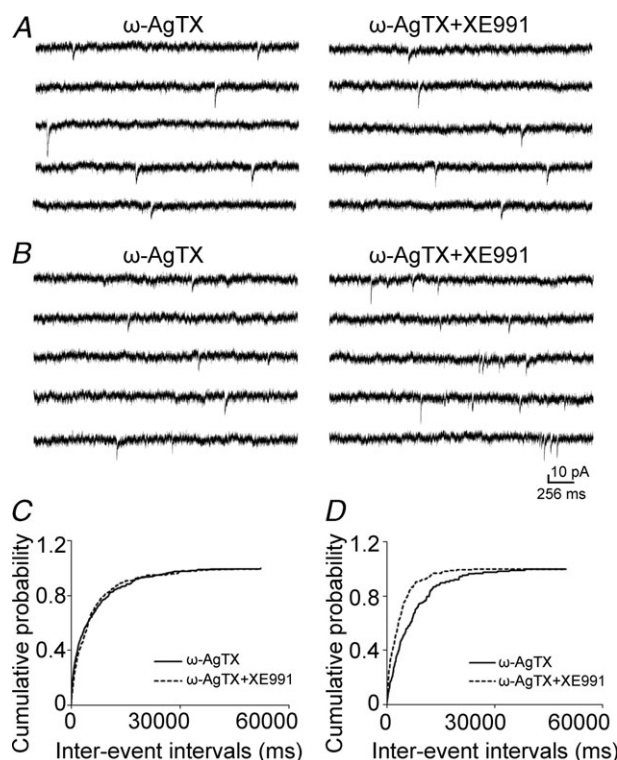 A
ω-AgTX
ω-AgTX+XE991
B
ω-AgTX
ω-AgTX+XE991
10 pA
256 ms
C
Cumulative probability
1.2
0.8
0.4
0
ω-AgTX
ω-AgTX+XE991
0
30000
60000
Inter-event intervals (ms)
D
Cumulative probability
1.2
0.8
0.4
0
ω-AgTX
ω-AgTX+XE991
0
30000
60000
Inter-event intervals (ms)